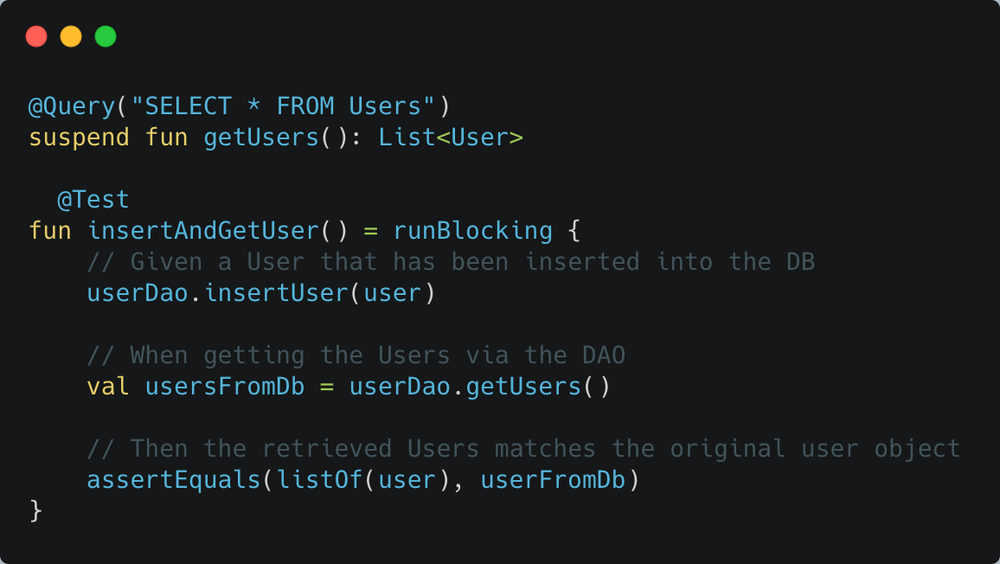 @Query("SELECT * FROM Users")
suspend fun getUsers(): List<User>
@Test
fun insertAndGetUser() = runBlocking {
// Given a User that has been inserted into the DB
userDao.insertUser(user)
// When getting the Users via the DAO
val usersFromDb = userDao.getUsers()
// Then the retrieved Users matches the original user object
assertEquals(listOf(user), userFromDb)
}